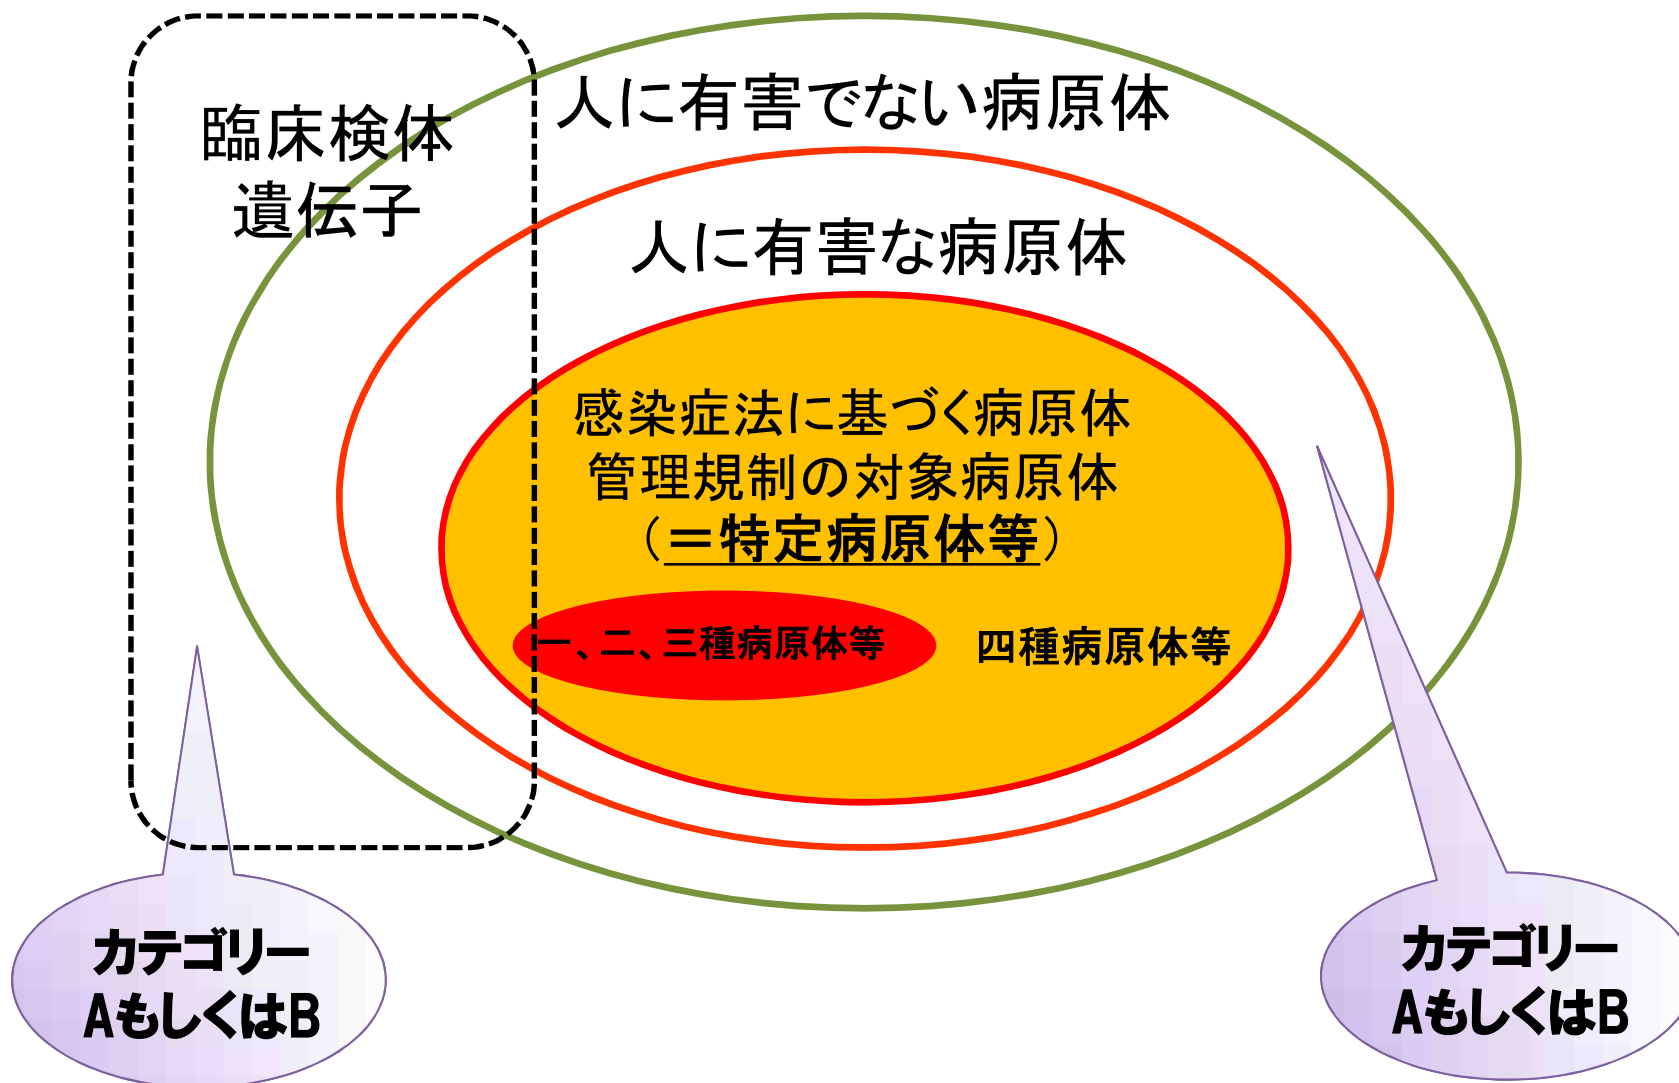 臨床検体
遺伝子
人に有害でない病原体
人に有害な病原体
感染症法に基づく病原体
管理規制の対象病原体
（＝特定病原体等）
一、二、三種病原体等
四種病原体等
カテゴリー
AもしくはB
カテゴリー
AもしくはB